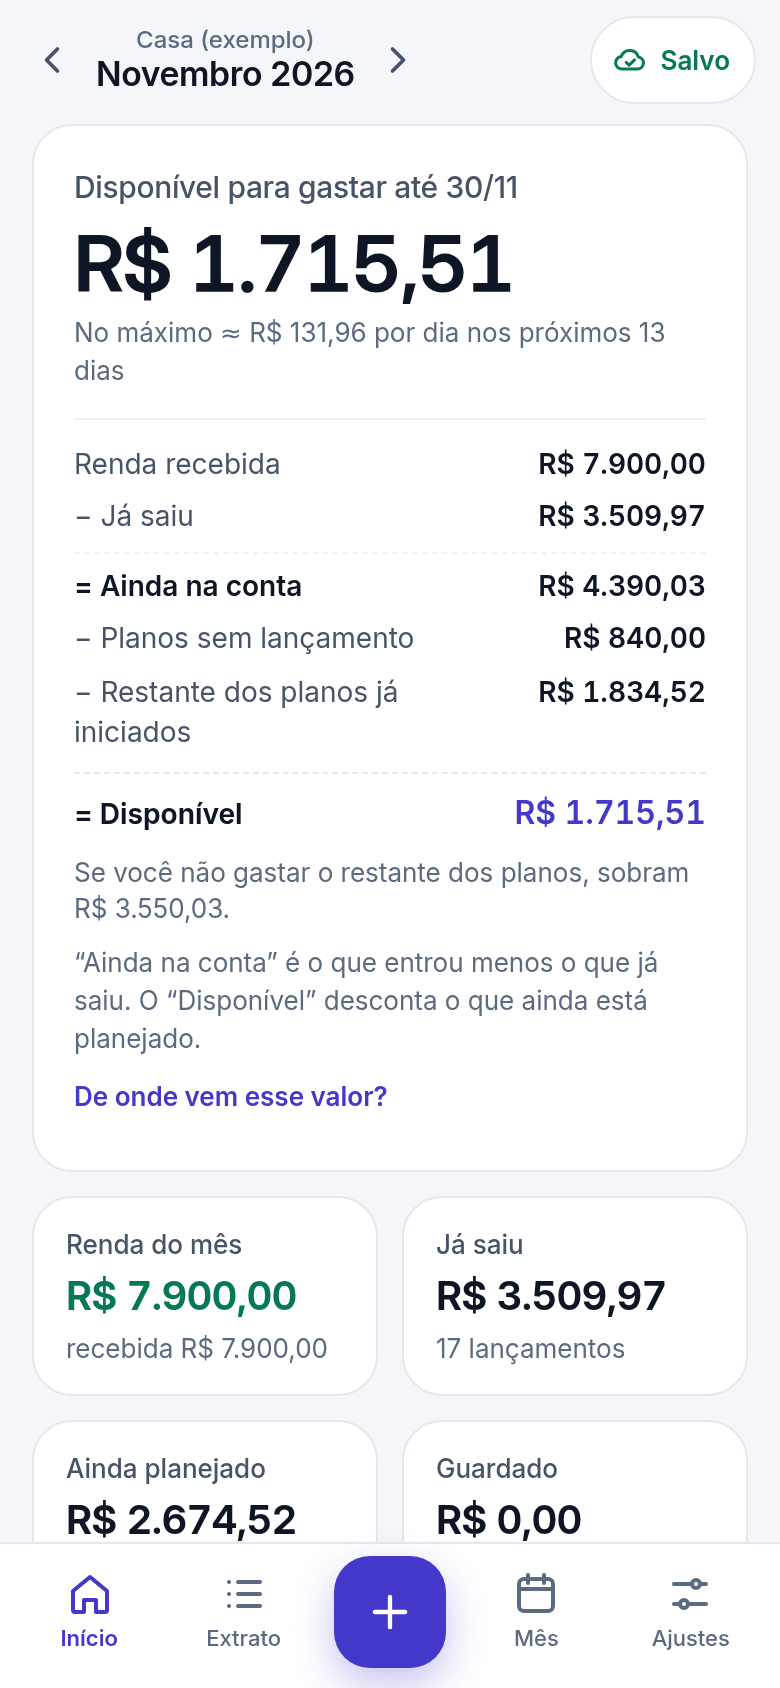 Casa (exemplo)
Novembro 2026
Salvo
Disponível para gastar até 30/11
R$ 1.715,51
No máximo ≈ R$ 131,96 por dia nos próximos 13
dias
Renda recebida R$ 7.900,00
− Já saiu R$ 3.509,97
= Ainda na conta R$ 4.390,03
− Planos sem lançamento R$ 840,00
− Restante dos planos já R$ 1.834,52
iniciados
= Disponível R$ 1.715,51
Se você não gastar o restante dos planos, sobram
R$ 3.550,03.
“Ainda na conta” é o que entrou menos o que já
saiu. O “Disponível” desconta o que ainda está
planejado.
De onde vem esse valor?
Renda do mês
R$ 7.900,00
recebida R$ 7.900,00
Já saiu
R$ 3.509,97
17 lançamentos
Ainda planejado
R$ 2.674,52
Guardado
R$ 0,00
Início
Extrato
Mês
Ajustes